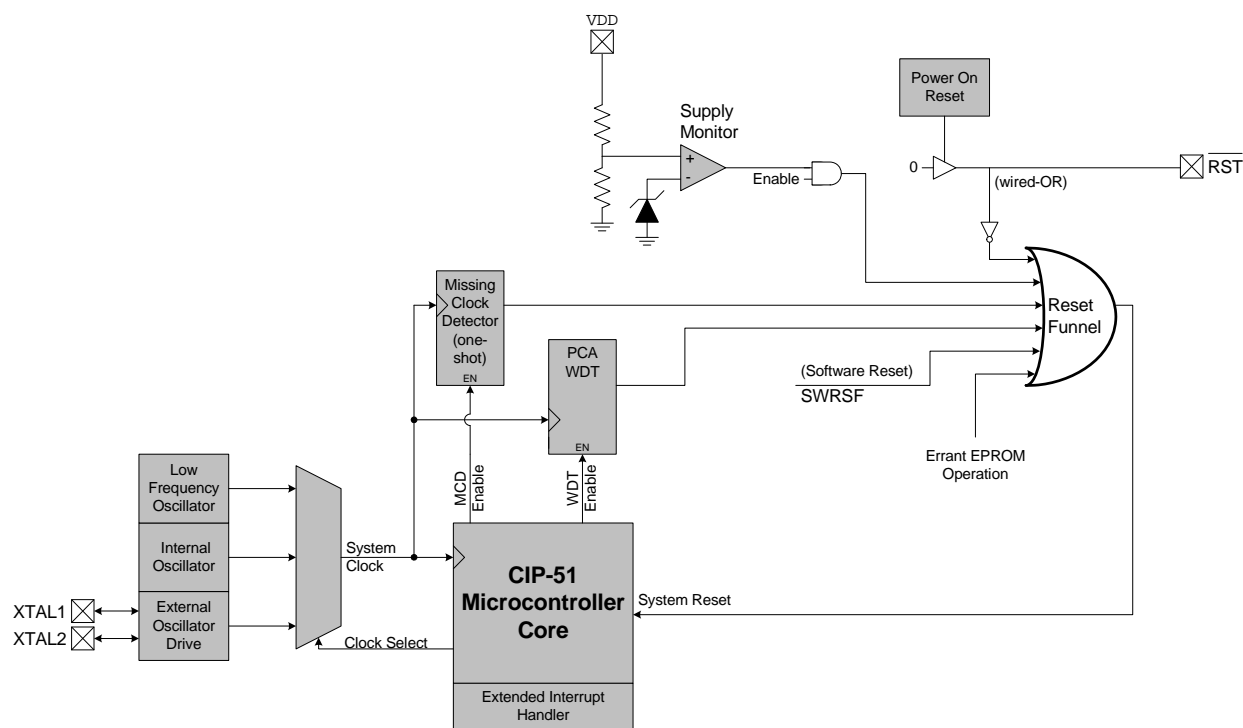 VDD
Power On
Reset
Supply
Monitor
+
-
Enable
0
(wired-OR)
RST
Missing
Clock
Detector
(one-
shot)
EN
Reset
Funnel
PCA
WDT
EN
(Software Reset)
SWRSF
Errant EPROM
Operation
Low
Frequency
Oscillator
Internal
Oscillator
External
Oscillator
Drive
XTAL1
XTAL2
System
Clock
Clock Select
MCD
Enable
WDT
Enable
CIP-51
Microcontroller
Core
System Reset
Extended Interrupt
Handler